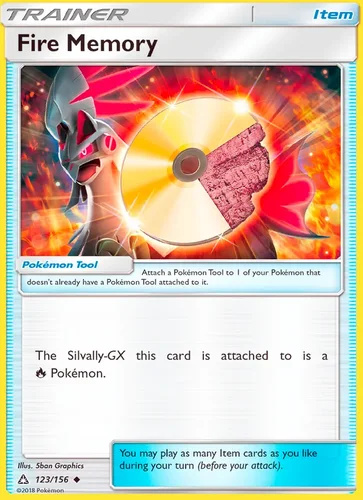 TRAINER Item
Fire Memory
Pokémon Tool
Attach a Pokémon Tool to 1 of your Pokémon that
doesn't already have a Pokémon Tool attached to it.
The Silvally-GX this card is attached to is a
Pokémon.
Illus. 5ban Graphics
123/156
©2018 Pokémon
You may play as many Item cards as you like
during your turn (before your attack).